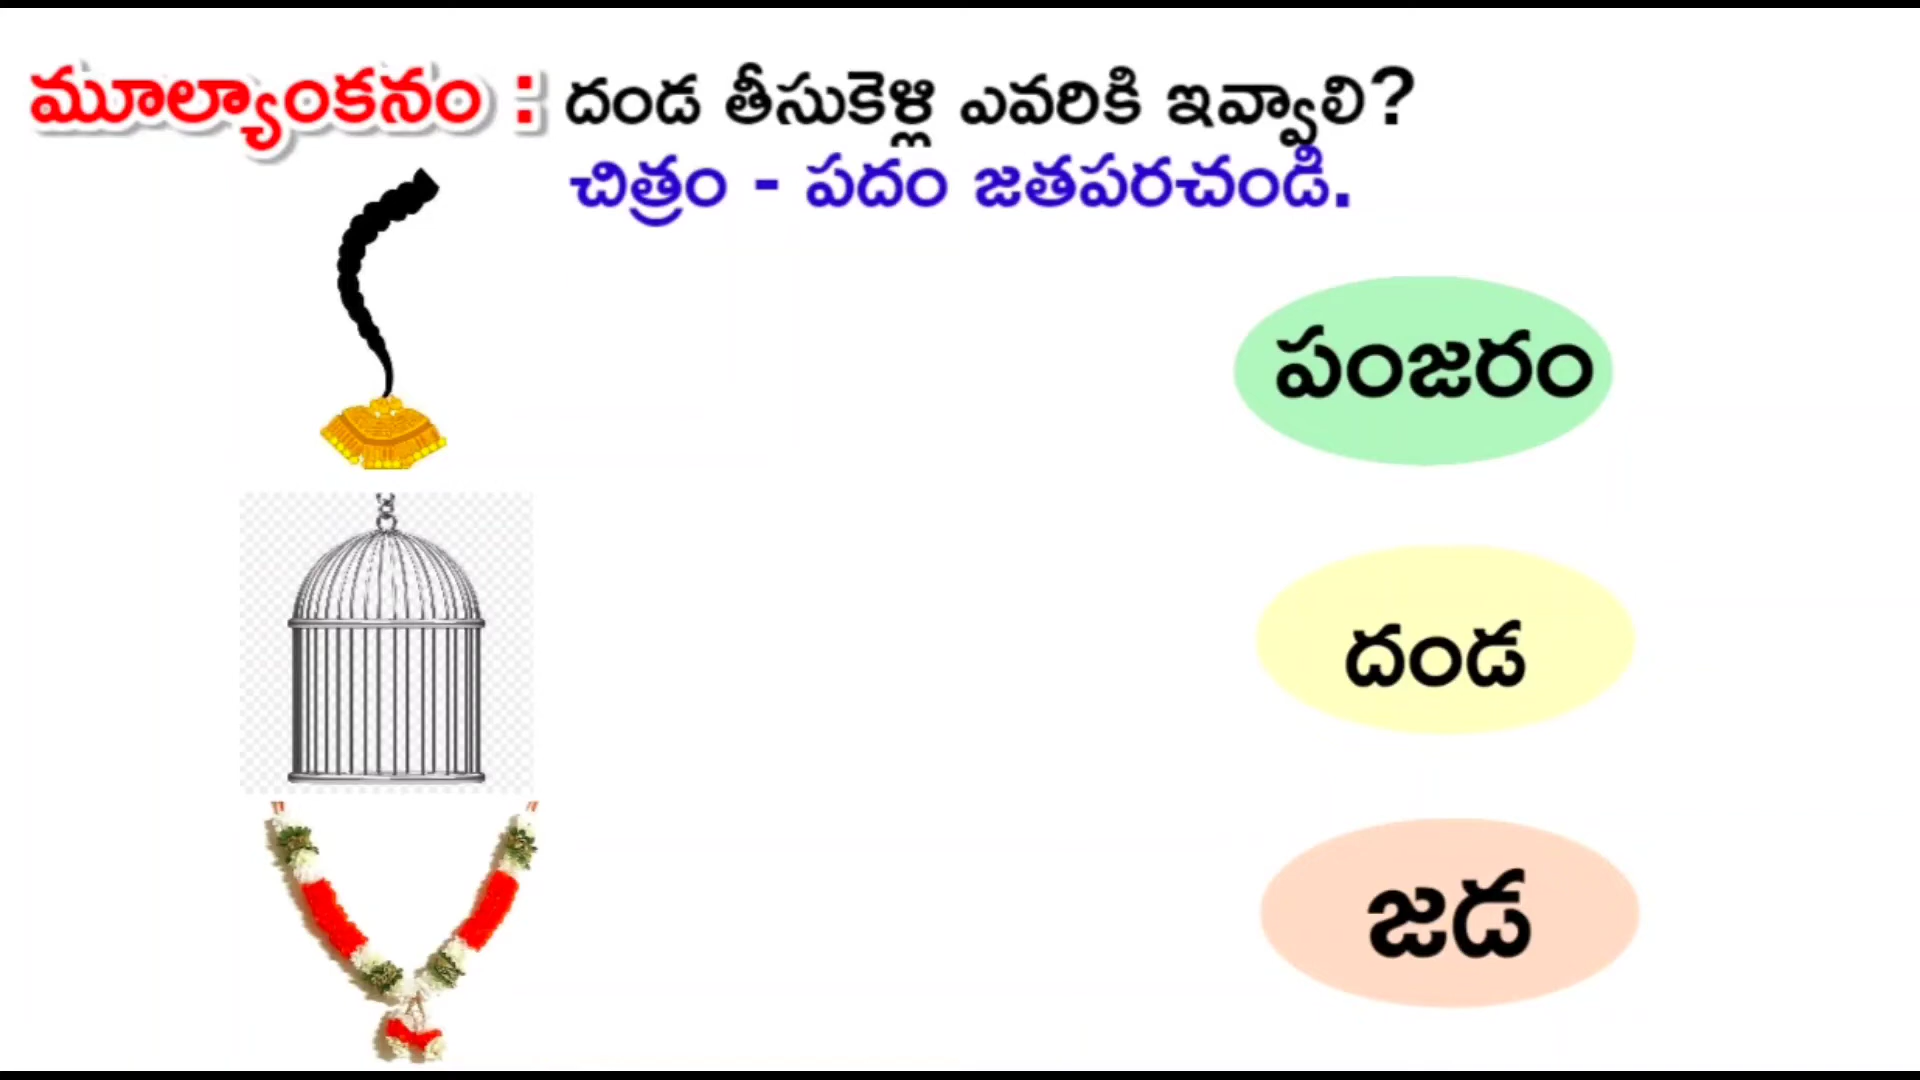 మూల్యాంకనం : దండ తీసుకెళ్లి ఎవరికి ఇవ్వాలి?
చిత్రం - పదం జతపరచండి.
పంజరం
దండ
జడ